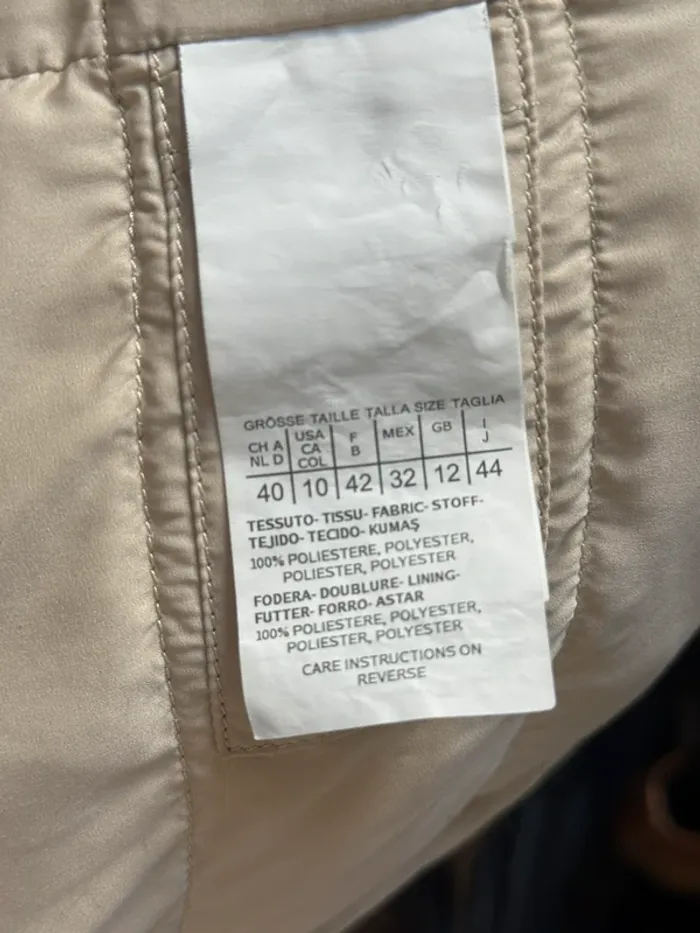 GRÖSSE TAILLE TALLA SIZE TAGLIA
CH A | USA | F | MEX | GB | I
NL D | CA | B | J
COL
40 | 10 | 42 | 32 | 12 | 44
TESSUTO- TISSU- FABRIC- STOFF-
TEJIDO- TECIDO- KUMAŞ
100% POLIESTERE, POLYESTER,
POLIESTER, POLYESTER
FODERA- DOUBLURE- LINING-
FUTTER- FORRO- ASTAR
100% POLIESTERE, POLYESTER,
POLIESTER, POLYESTER
CARE INSTRUCTIONS ON
REVERSE